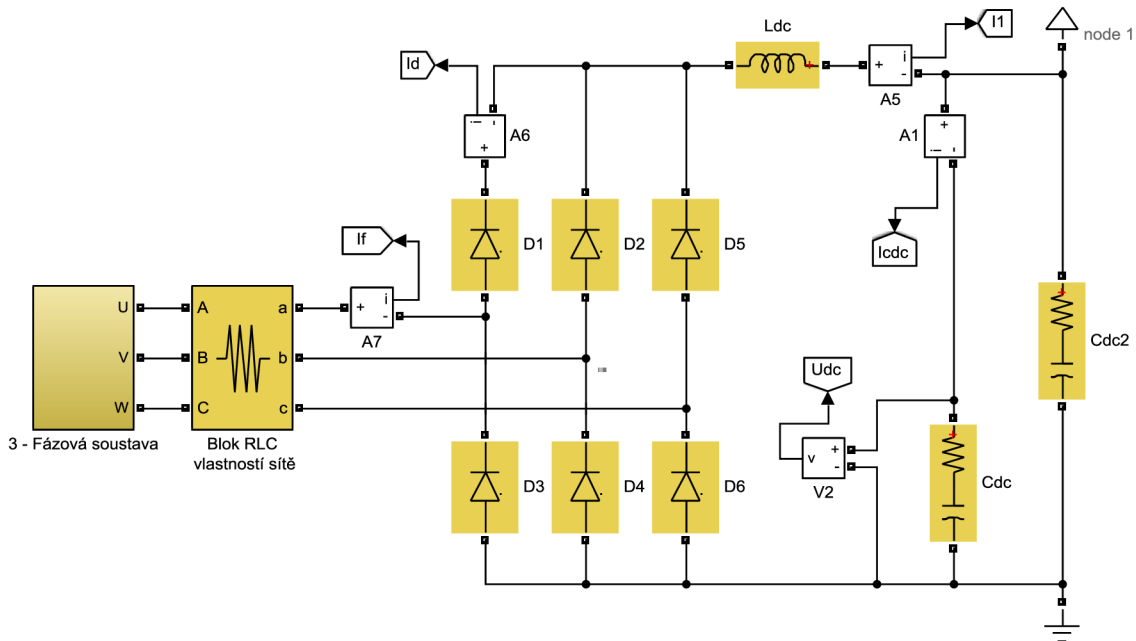 I1
node 1
Ldc
Id
i
+
-
A5
A6
i
-
+
A1
+
i
-
D1
D2
D5
If
Icdc
i
+
-
A7
U
A
a
V
B
b
W
C
c
3 - Fázová soustava
Blok RLC
vlastností sítě
Cdc2
Udc
+
v
-
V2
Cdc
D3
D4
D6